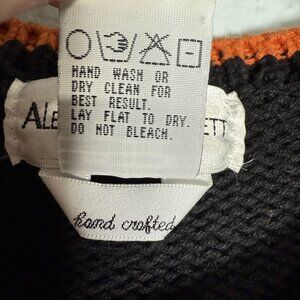 HAND WASH OR
DRY CLEAN FOR
BEST RESULT.
LAY FLAT TO DRY.
DO NOT BLEACH.
hand crafted